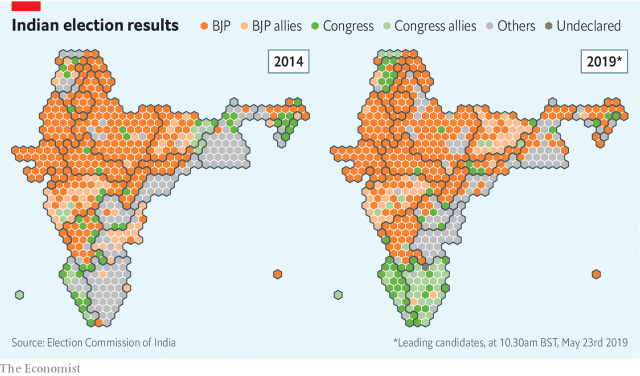 Indian election results
BJP BJP allies Congress Congress allies Others Undeclared
2014
2019*
Source: Election Commission of India
*Leading candidates, at 10.30am BST, May 23rd 2019
The Economist